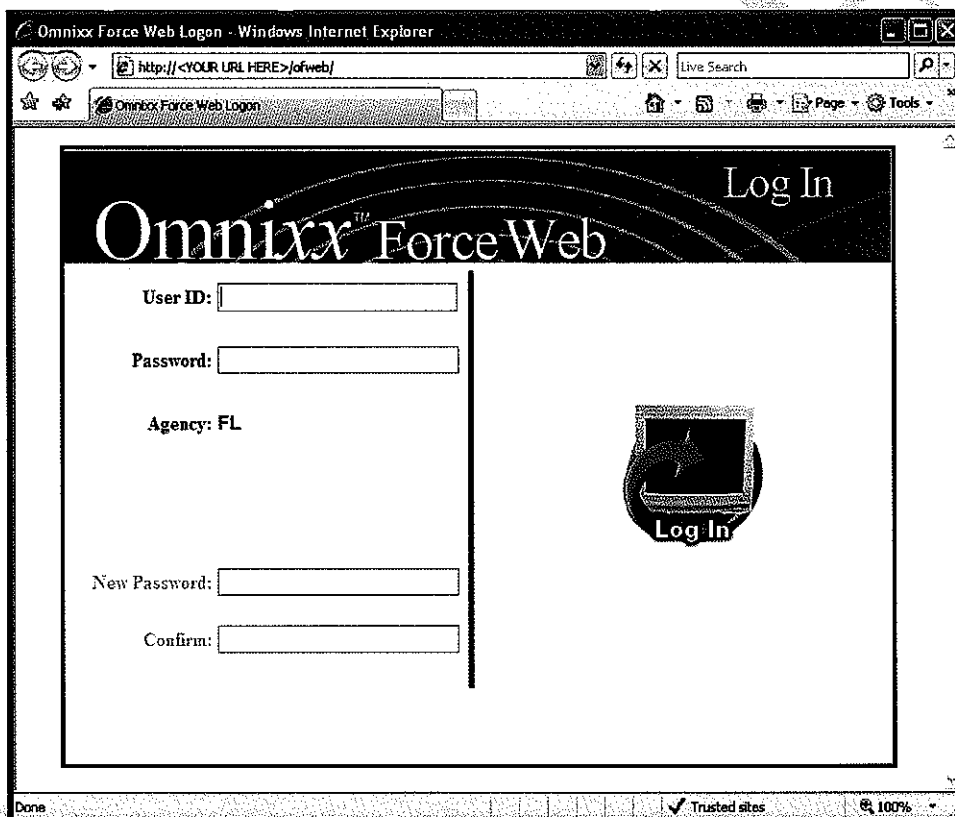 Omnixx Force Web Logon - Windows Internet Explorer
http://<YOUR URL HERE>/ofweb/
Live Search
Omnixx Force Web Logon
Page
Tools
Log In
Omnixx™ Force Web
User ID:
Password:
Agency: FL
Log In
New Password:
Confirm:
Done
Trusted sites
100%